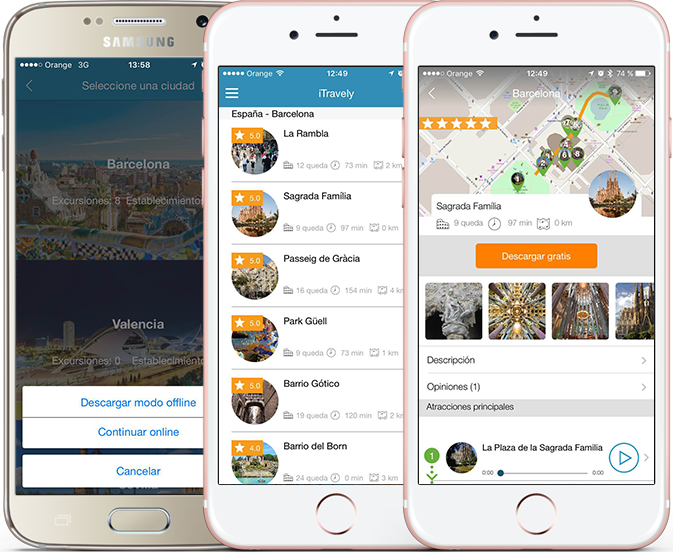 SAMSUNG
Orange 3G 13:58
Seleccione una ciudad
Barcelona
Excursiones: 8 Establecimiento
Valencia
Excursiones: 0 Establecimiento
Descargar modo offline
Continuar online
Cancelar
Orange 12:49
iTravely
España - Barcelona
5.0 La Rambla
12 queda 73 min 2 km
5.0 Sagrada Família
9 queda 97 min 0 km
5.0 Passeig de Gràcia
16 queda 154 min 4 k
5.0 Park Güell
9 queda 73 min 1 km
5.0 Barrio Gótico
19 queda 120 min 2 km
4.0 Barrio del Born
24 queda 0 min 3 km
Orange 12:49 74 %
Barcelona
Sagrada Família
9 queda 97 min 0 km
Descargar gratis
Descripción
Opiniones (1)
Atracciones principales
1 La Plaza de la Sagrada Familia
0:00 0:00